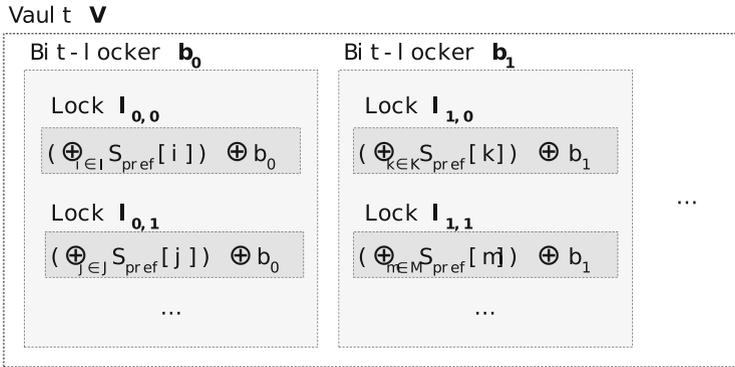 Vault V
Bit-locker b0
Lock l0,0
(⊕i∈I Spref[i]) ⊕ b0
Lock l0,1
(⊕j∈J Spref[j]) ⊕ b0
...
Bit-locker b1
Lock l1,0
(⊕k∈K Spref[k]) ⊕ b1
Lock l1,1
(⊕m∈M Spref[m]) ⊕ b1
...
...